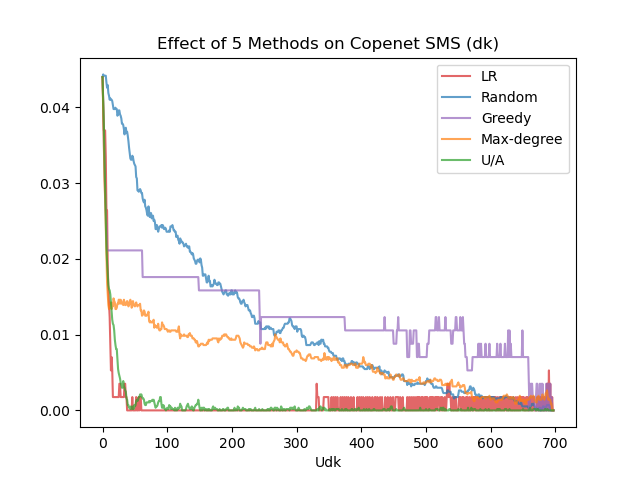 Effect of 5 Methods on Copenet SMS (dk)
LR
Random
Greedy
Max-degree
U/A
0.04
0.03
0.02
0.01
0.00
0 100 200 300 400 500 600 700
Udk